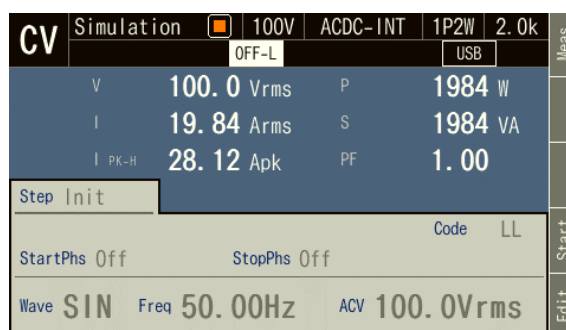 CV Simulation 100V ACDC-INT 1P2W 2.0k
OFF-L USB
Meas
V 100.0 Vrms P 1984 W
I 19.84 Arms S 1984 VA
I PK-H 28.12 Apk PF 1.00
Step Init
Code LL
StartPhs Off StopPhs Off
Start
Wave SIN Freq 50.00Hz ACV 100.0Vrms
Edit